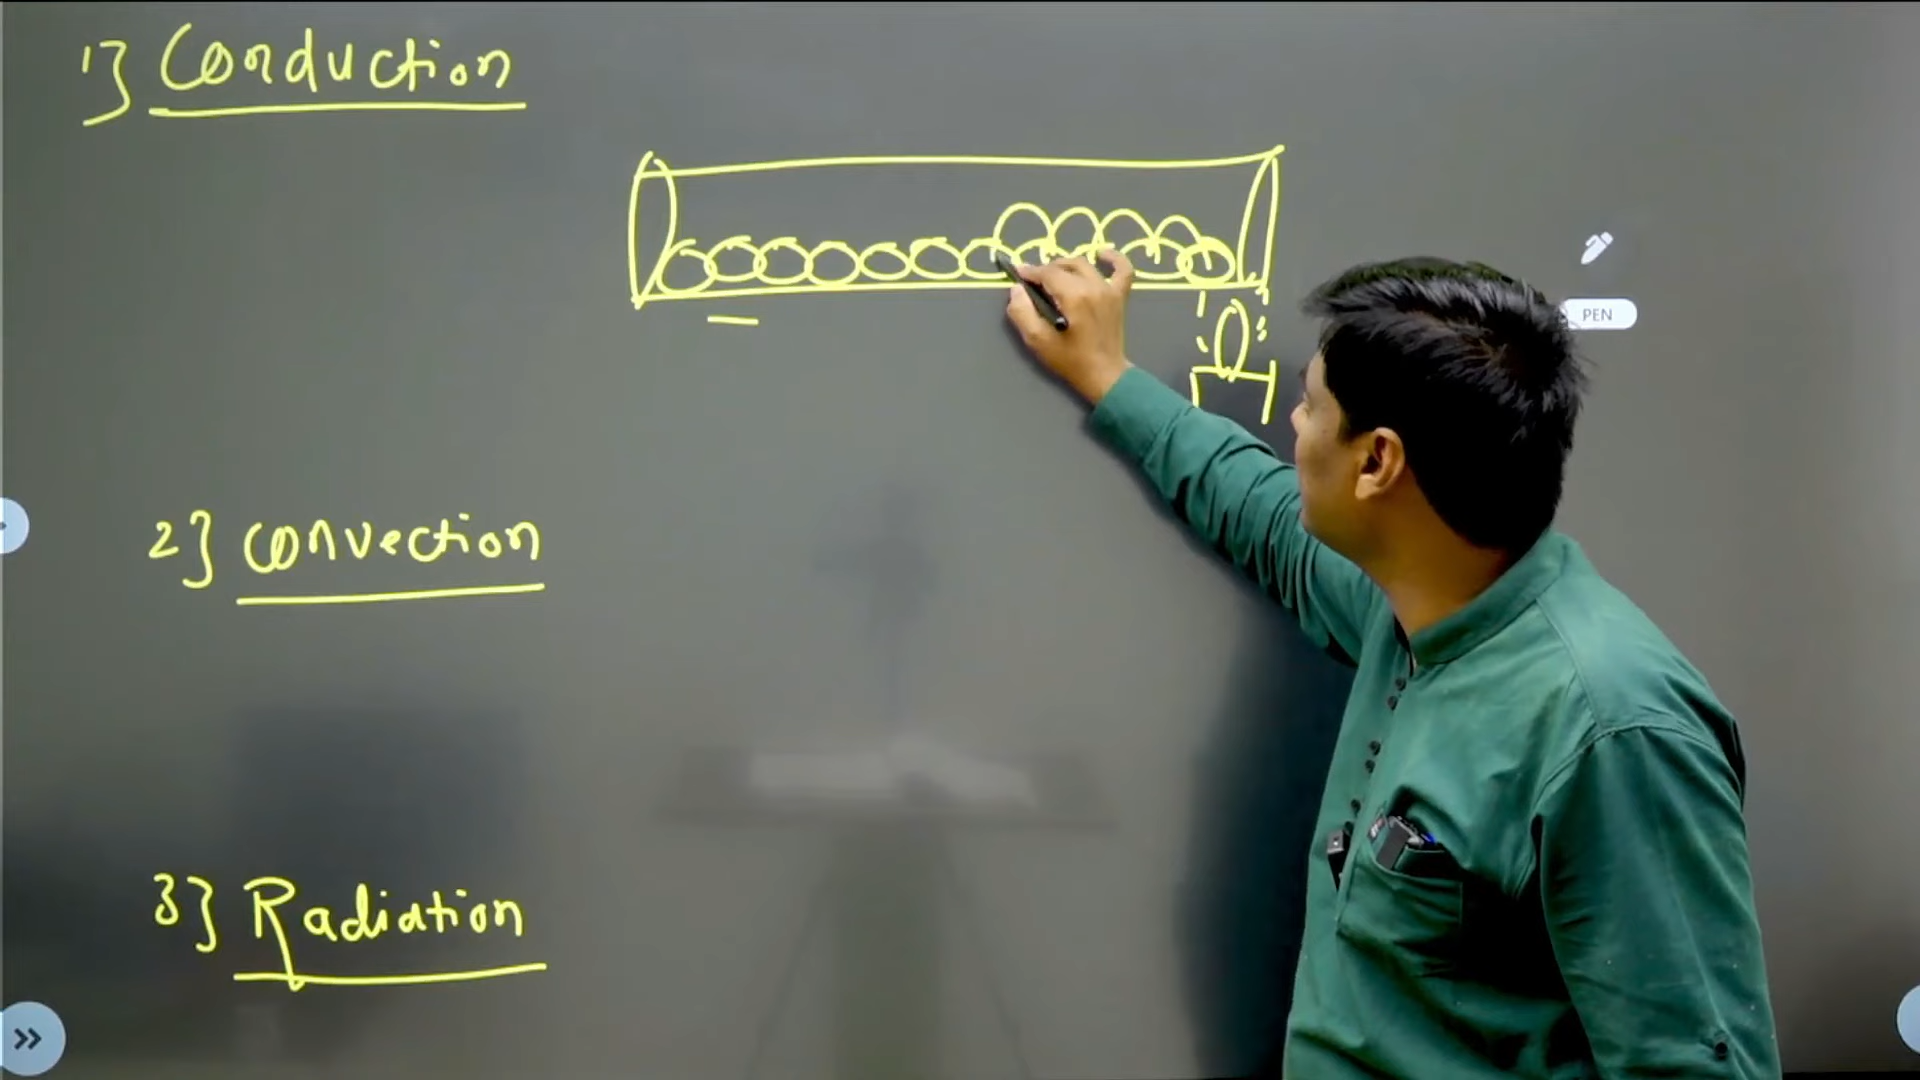 1} Conduction
PEN
2} Convection
3} Radiation